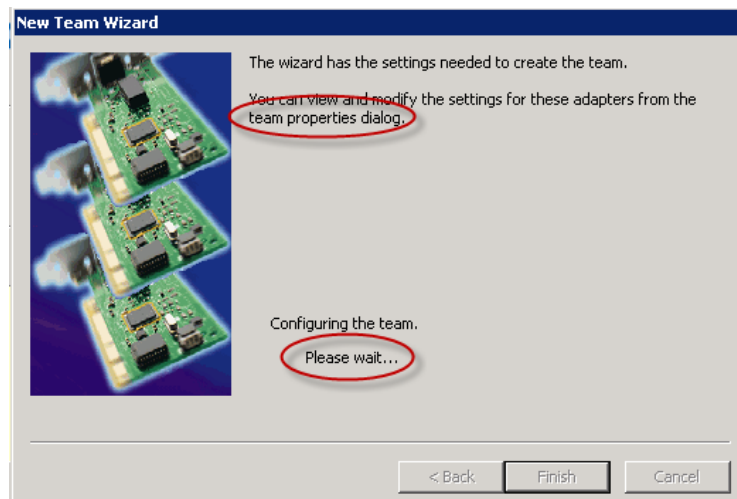 New Team Wizard
The wizard has the settings needed to create the team.
You can view and modify the settings for these adapters from the
team properties dialog.
Configuring the team.
Please wait...
< Back
Finish
Cancel